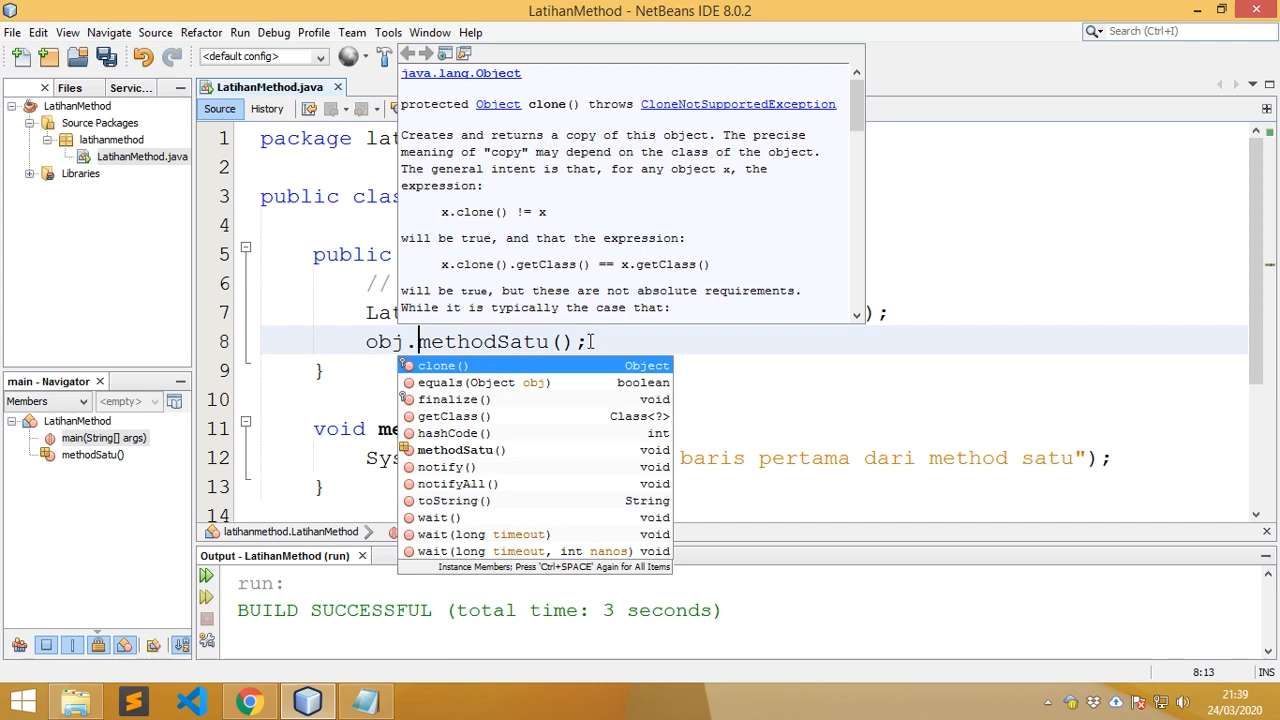 LatihanMethod - NetBeans IDE 8.0.2
File Edit View Navigate Source Refactor Run Debug Profile Team Tools Window Help
Search (Ctrl+I)
<default config>
Files Servic...
LatihanMethod.java
LatihanMethod
Source Packages
latihanmethod
LatihanMethod.java
Libraries
Source History
1 package lat
2
3 public clas
4
5 public
6 //
7 Lat );
8 obj.methodSatu();
9 }
10
11 void me
12 Sys baris pertama dari method satu");
13 }
14
java.lang.Object
protected Object clone() throws CloneNotSupportedException
Creates and returns a copy of this object. The precise
meaning of "copy" may depend on the class of the object.
The general intent is that, for any object x, the
expression:
x.clone() != x
will be true, and that the expression:
x.clone().getClass() == x.getClass()
will be true, but these are not absolute requirements.
While it is typically the case that:
clone() Object
equals(Object obj) boolean
finalize() void
getClass() Class<?>
hashCode() int
methodSatu() void
notify() void
notifyAll() void
toString() String
wait() void
wait(long timeout) void
wait(long timeout, int nanos) void
Instance Members; Press 'Ctrl+SPACE' Again for All Items
main - Navigator
Members <empty>
LatihanMethod
main(String[] args)
methodSatu()
latihanmethod.LatihanMethod
Output - LatihanMethod (run)
run:
BUILD SUCCESSFUL (total time: 3 seconds)
8:13 INS
21:39
24/03/2020